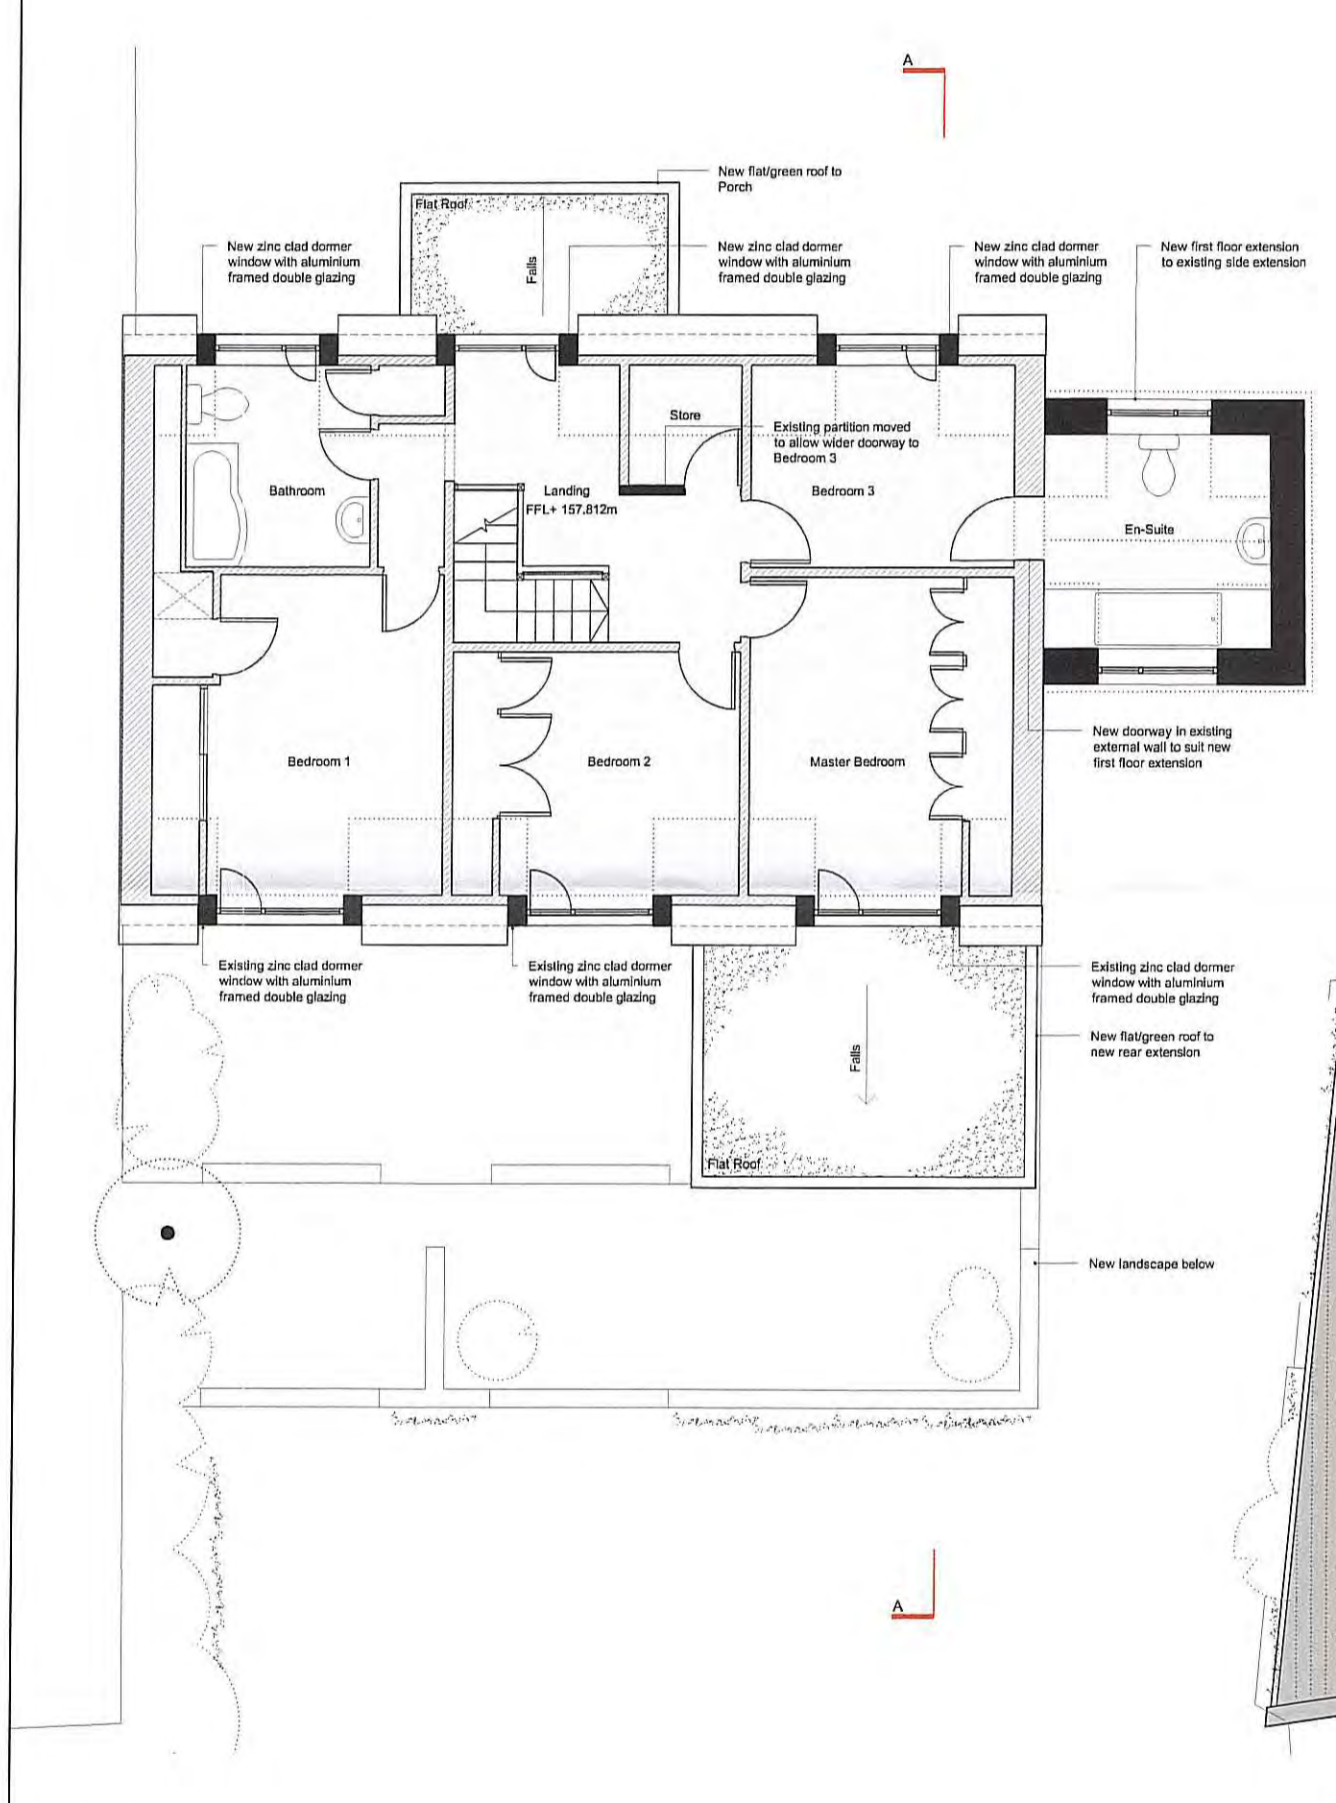 A
New flat/green roof to
Porch
Flat Roof
Falls
New zinc clad dormer
window with aluminium
framed double glazing
New zinc clad dormer
window with aluminium
framed double glazing
New zinc clad dormer
window with aluminium
framed double glazing
New first floor extension
to existing side extension
Store
Existing partition moved
to allow wider doorway to
Bedroom 3
Bathroom
Landing
FFL+ 157.812m
Bedroom 3
En-Suite
New doorway in existing
external wall to suit new
first floor extension
Bedroom 1
Bedroom 2
Master Bedroom
Existing zinc clad dormer
window with aluminium
framed double glazing
Existing zinc clad dormer
window with aluminium
framed double glazing
Existing zinc clad dormer
window with aluminium
framed double glazing
New flat/green roof to
new rear extension
Falls
Flat Roof
New landscape below
A